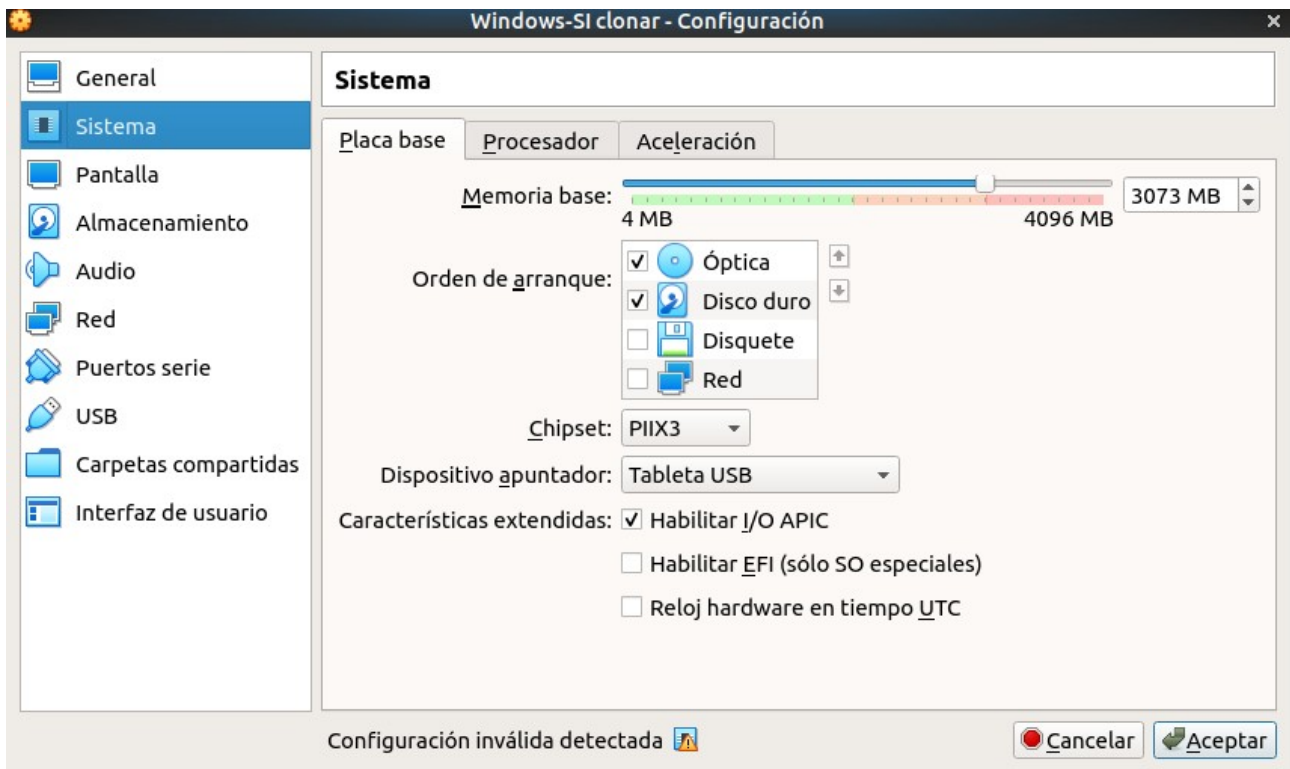 Windows-SI clonar - Configuración
General
Sistema
Pantalla
Almacenamiento
Audio
Red
Puertos serie
USB
Carpetas compartidas
Interfaz de usuario
Sistema
Placa base Procesador Aceleración
Memoria base: 3073 MB
4 MB 4096 MB
Orden de arranque:
Óptica
Disco duro
Disquete
Red
Chipset: PIIX3
Dispositivo apuntador: Tableta USB
Características extendidas: Habilitar I/O APIC
Habilitar EFI (sólo SO especiales)
Reloj hardware en tiempo UTC
Configuración inválida detectada
Cancelar Aceptar